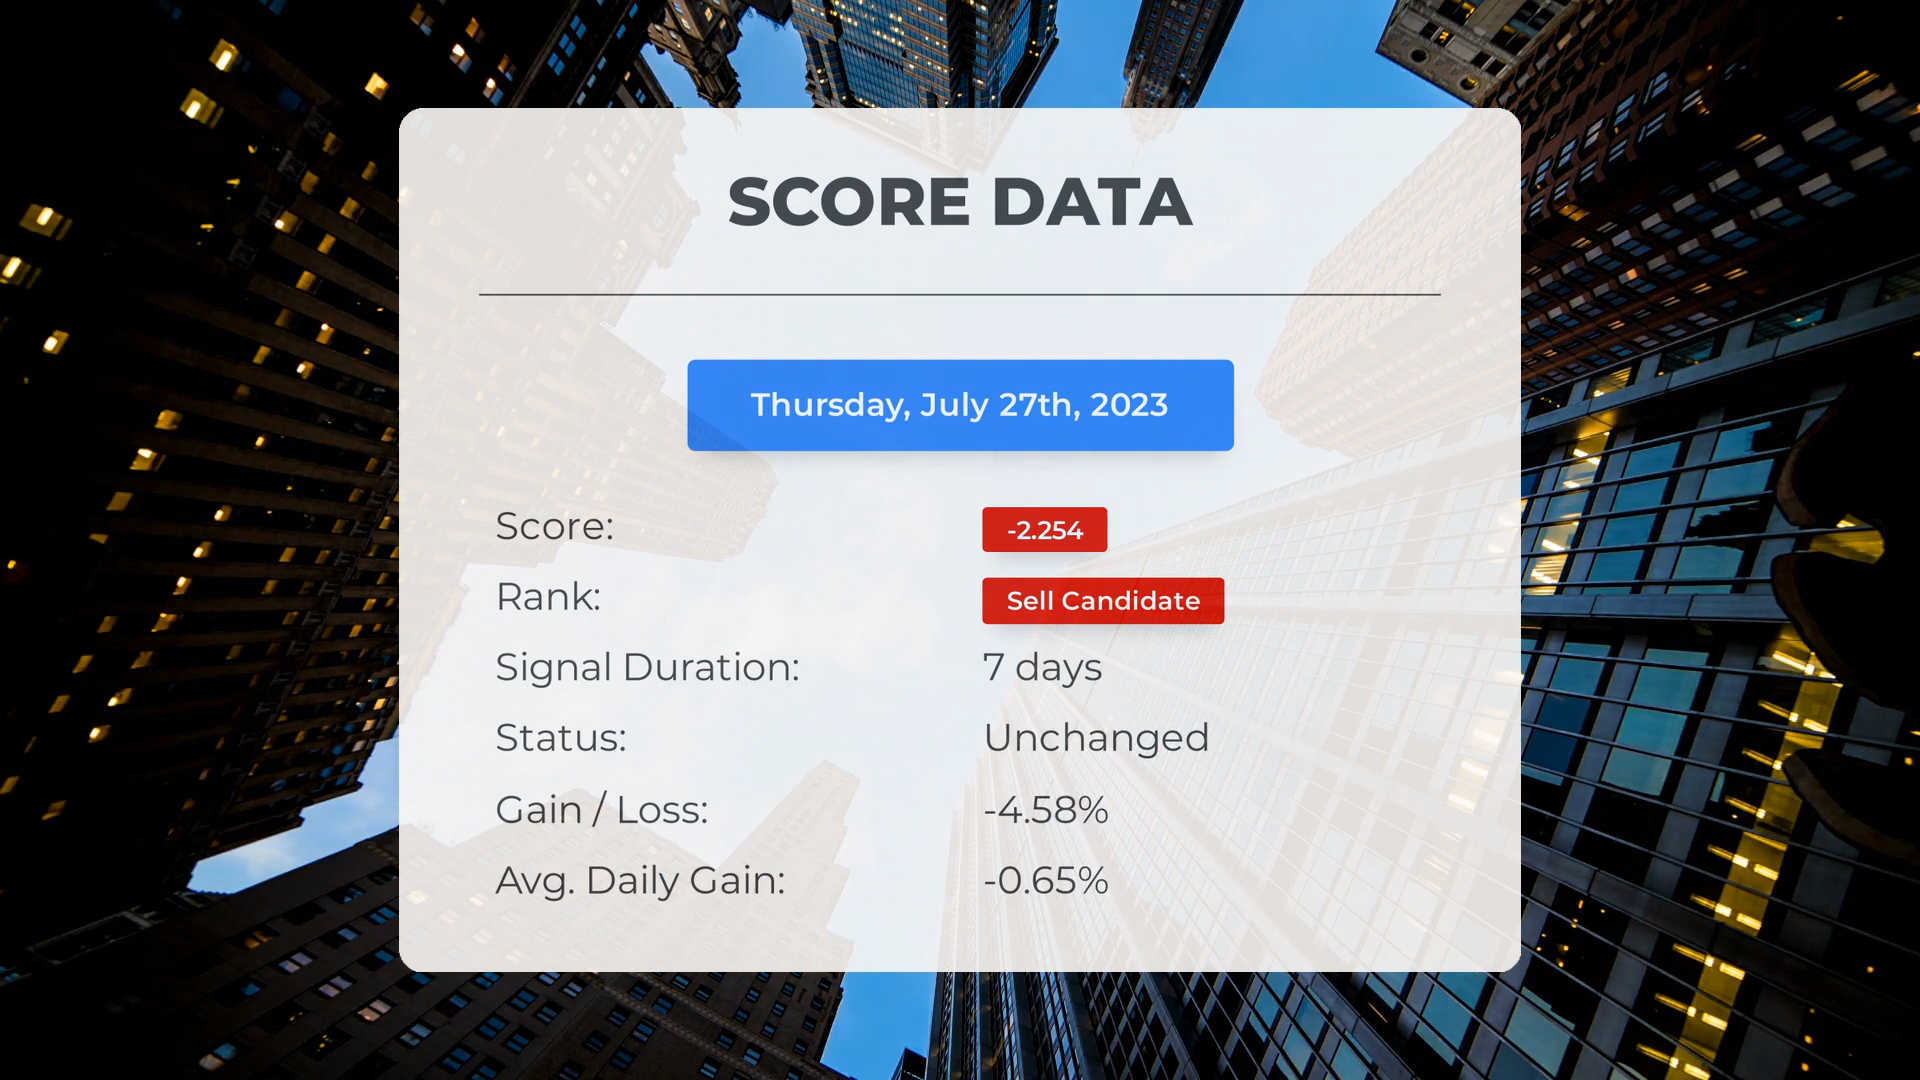 SCORE DATA
Thursday, July 27th, 2023
Score: -2.254
Rank: Sell Candidate
Signal Duration: 7 days
Status: Unchanged
Gain / Loss: -4.58%
Avg. Daily Gain: -0.65%